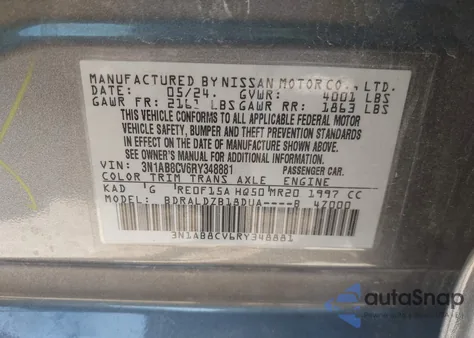 MANUFACTURED BY NISSAN MOTOR CO., LTD.
DATE: 05/24 GVWR: 4001 LBS
GAWR FR: 2161 LBS GAWR RR: 1863 LBS
THIS VEHICLE CONFORMS TO ALL APPLICABLE FEDERAL MOTOR
VEHICLE SAFETY, BUMPER AND THEFT PREVENTION STANDARDS
IN EFFECT ON THE DATE OF MANUFACTURE SHOWN ABOVE.
SEE OWNER'S MANUAL FOR ADDITIONAL INFORMATION
VIN: 3N1AB8CV6RY348881 PASSENGER CAR.
COLOR TRIM TRANS AXLE ENGINE
KAD G RE0F15A HQ50 MR20 1997 CC
MODEL: BDRALDZB18DUA----B 4Z000
3N1AB8CV6RY348881
autoSnap